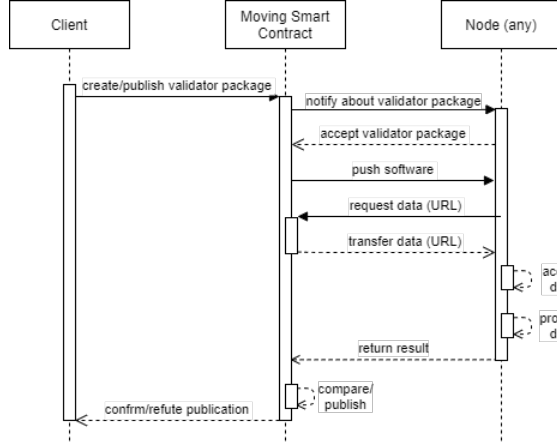 Client
Moving Smart
Contract
Node (any)
create/publish validator package
notify about validator package
accept validator package
push software
request data (URL)
transfer data (URL)
return result
compare/
publish
confrm/refute publication